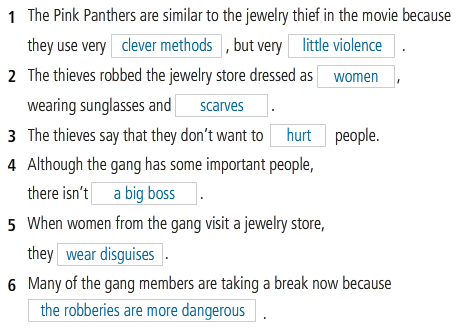 1 The Pink Panthers are similar to the jewelry thief in the movie because
they use very clever methods , but very little violence .
2 The thieves robbed the jewelry store dressed as women ,
wearing sunglasses and scarves .
3 The thieves say that they don't want to hurt people.
4 Although the gang has some important people,
there isn't a big boss .
5 When women from the gang visit a jewelry store,
they wear disguises .
6 Many of the gang members are taking a break now because
the robberies are more dangerous .